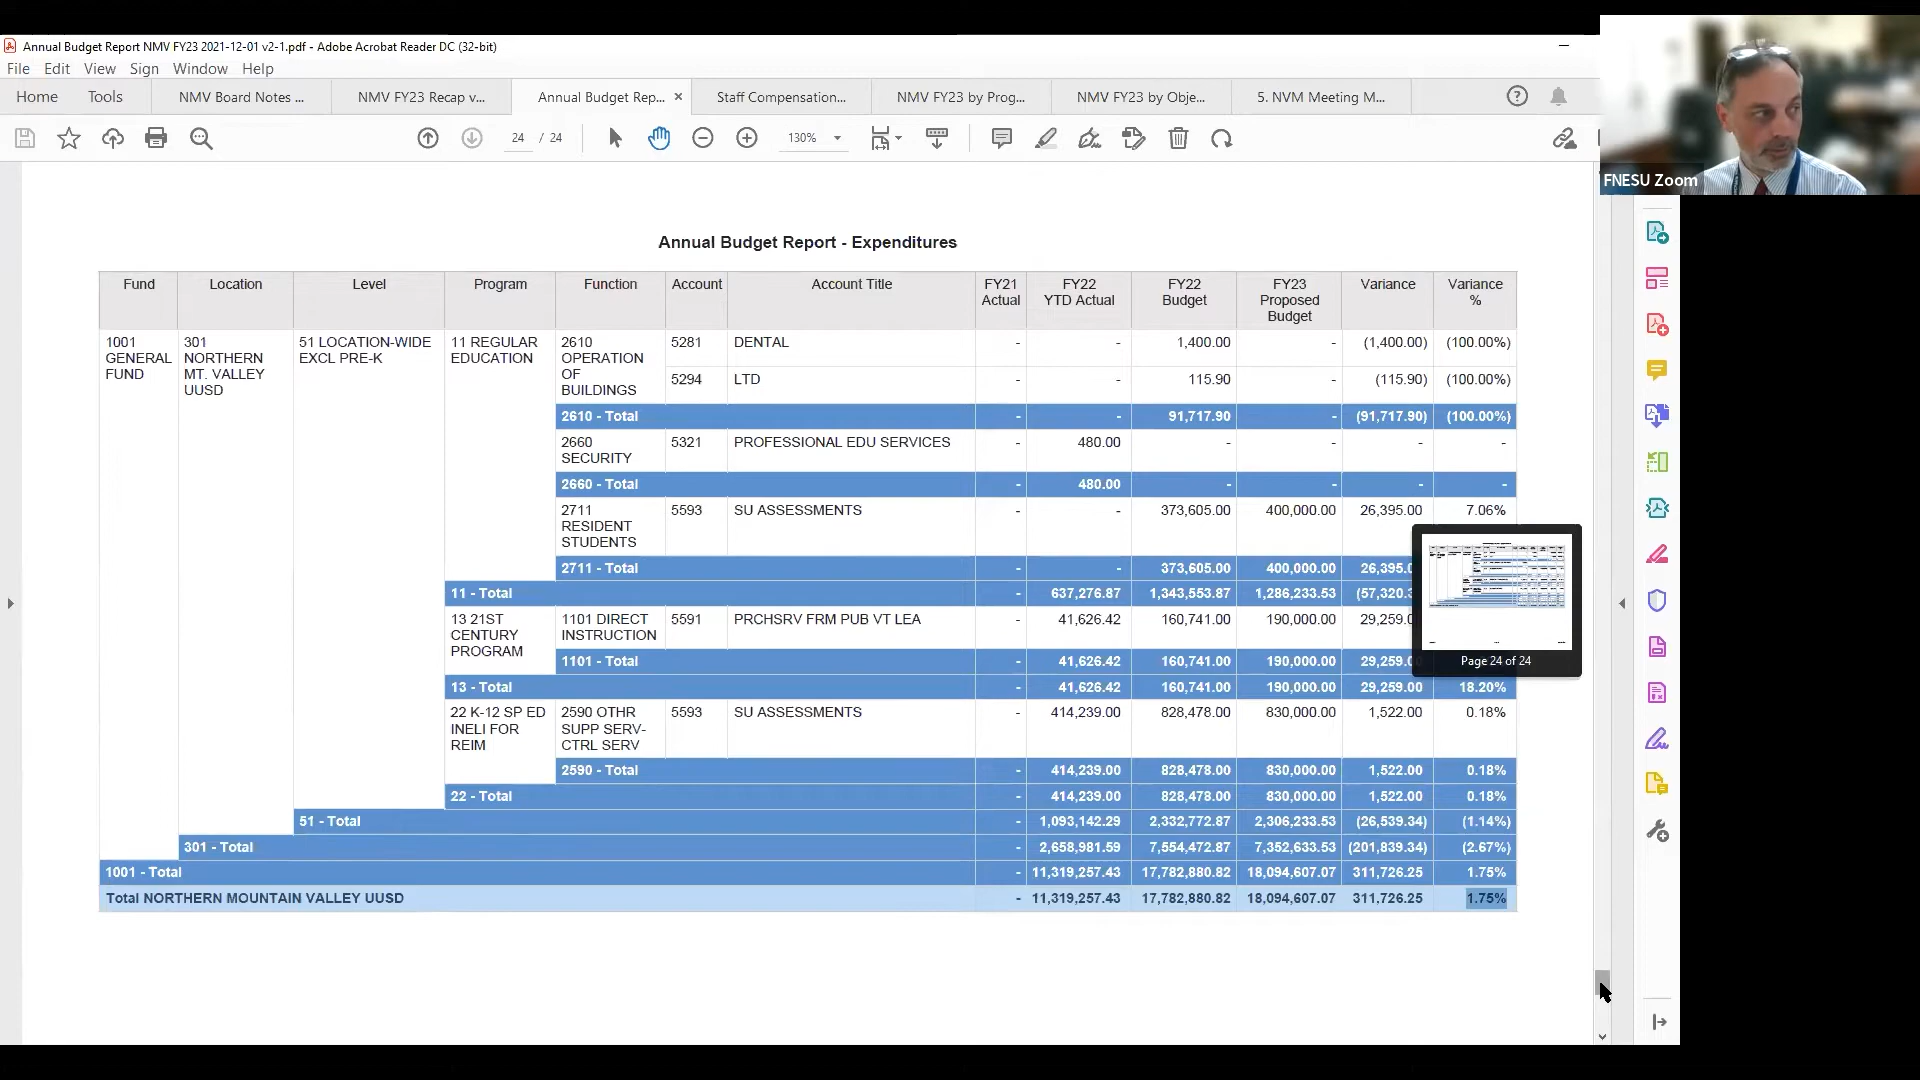 Annual Budget Report NMV FY23 2021-12-01 v2-1.pdf - Adobe Acrobat Reader DC (32-bit)
File Edit View Sign Window Help
Home Tools NMV Board Notes ... NMV FY23 Recap v... Annual Budget Rep... × Staff Compensation... NMV FY23 by Prog... NMV FY23 by Obje... 5. NVM Meeting M...
24 / 24 130%
FNESU Zoom
Annual Budget Report - Expenditures
Fund Location Level Program Function Account Account Title FY21 Actual FY22 YTD Actual FY22 Budget FY23 Proposed Budget Variance Variance %
1001 GENERAL FUND 301 NORTHERN MT. VALLEY UUSD 51 LOCATION-WIDE EXCL PRE-K 11 REGULAR EDUCATION 2610 OPERATION OF BUILDINGS 5281 DENTAL - - 1,400.00 - (1,400.00) (100.00%)
5294 LTD - - 115.90 - (115.90) (100.00%)
2610 - Total - - 91,717.90 - (91,717.90) (100.00%)
2660 SECURITY 5321 PROFESSIONAL EDU SERVICES - 480.00 - - - -
2660 - Total - 480.00 - - - -
2711 RESIDENT STUDENTS 5593 SU ASSESSMENTS - - 373,605.00 400,000.00 26,395.00 7.06%
2711 - Total - - 373,605.00 400,000.00 26,395.0
11 - Total - 637,276.87 1,343,553.87 1,286,233.53 (57,320.3
13 21ST CENTURY PROGRAM 1101 DIRECT INSTRUCTION 5591 PRCHSRV FRM PUB VT LEA - 41,626.42 160,741.00 190,000.00 29,259.0
1101 - Total - 41,626.42 160,741.00 190,000.00 29,259.0
Page 24 of 24
13 - Total - 41,626.42 160,741.00 190,000.00 29,259.00 18.20%
22 K-12 SP ED INELI FOR REIM 2590 OTHR SUPP SERV- CTRL SERV 5593 SU ASSESSMENTS - 414,239.00 828,478.00 830,000.00 1,522.00 0.18%
2590 - Total - 414,239.00 828,478.00 830,000.00 1,522.00 0.18%
22 - Total - 414,239.00 828,478.00 830,000.00 1,522.00 0.18%
51 - Total - 1,093,142.29 2,332,772.87 2,306,233.53 (26,539.34) (1.14%)
301 - Total - 2,658,981.59 7,554,472.87 7,352,633.53 (201,839.34) (2.67%)
1001 - Total - 11,319,257.43 17,782,880.82 18,094,607.07 311,726.25 1.75%
Total NORTHERN MOUNTAIN VALLEY UUSD - 11,319,257.43 17,782,880.82 18,094,607.07 311,726.25 1.75%